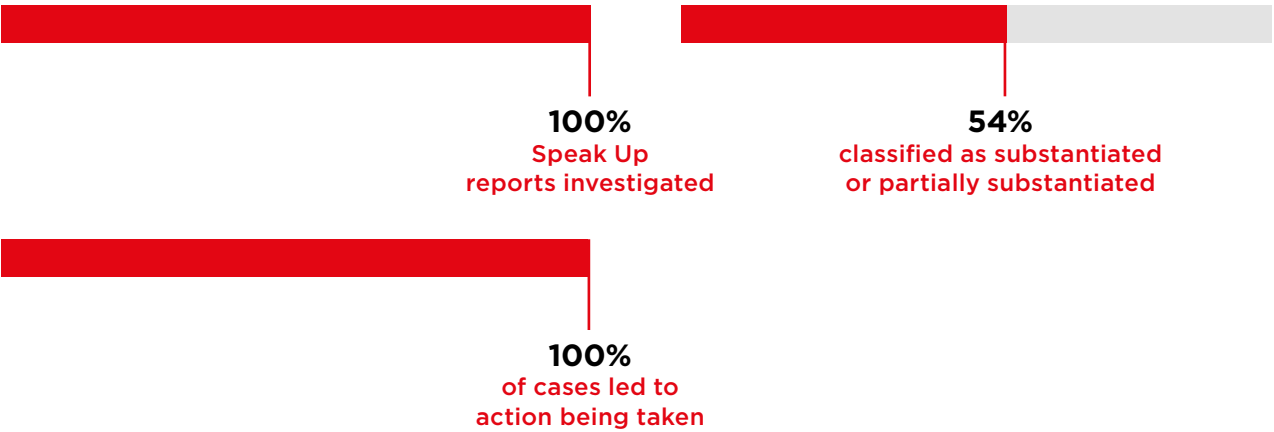 100%
Speak Up
reports investigated
54%
classified as substantiated
or partially substantiated
100%
of cases led to
action being taken